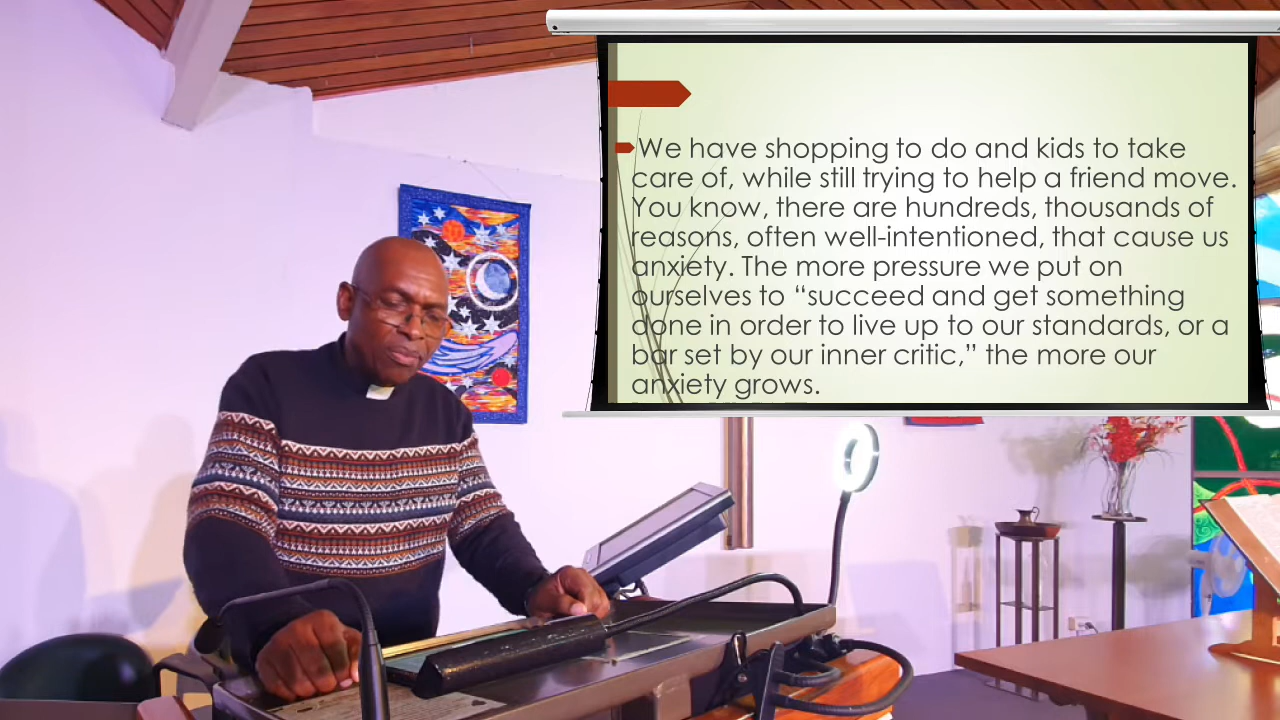 We have shopping to do and kids to take
care of, while still trying to help a friend move.
You know, there are hundreds, thousands of
reasons, often well-intentioned, that cause us
anxiety. The more pressure we put on
ourselves to “succeed and get something
done in order to live up to our standards, or a
bar set by our inner critic,” the more our
anxiety grows.